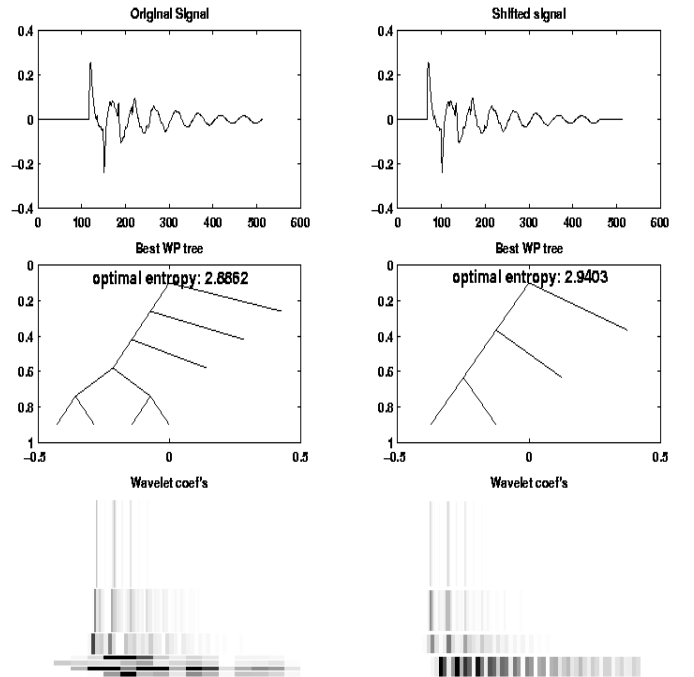 Original Signal
Shifted signal
0.4
0.2
0
−0.2
−0.4
0 100 200 300 400 500 600
0.4
0.2
0
−0.2
−0.4
0 100 200 300 400 500 600
Best WP tree
Best WP tree
optimal entropy: 2.8862
0
0.2
0.4
0.6
0.8
1
−0.5 0 0.5
optimal entropy: 2.9403
0
0.2
0.4
0.6
0.8
1
−0.5 0 0.5
Wavelet coef's
Wavelet coef's